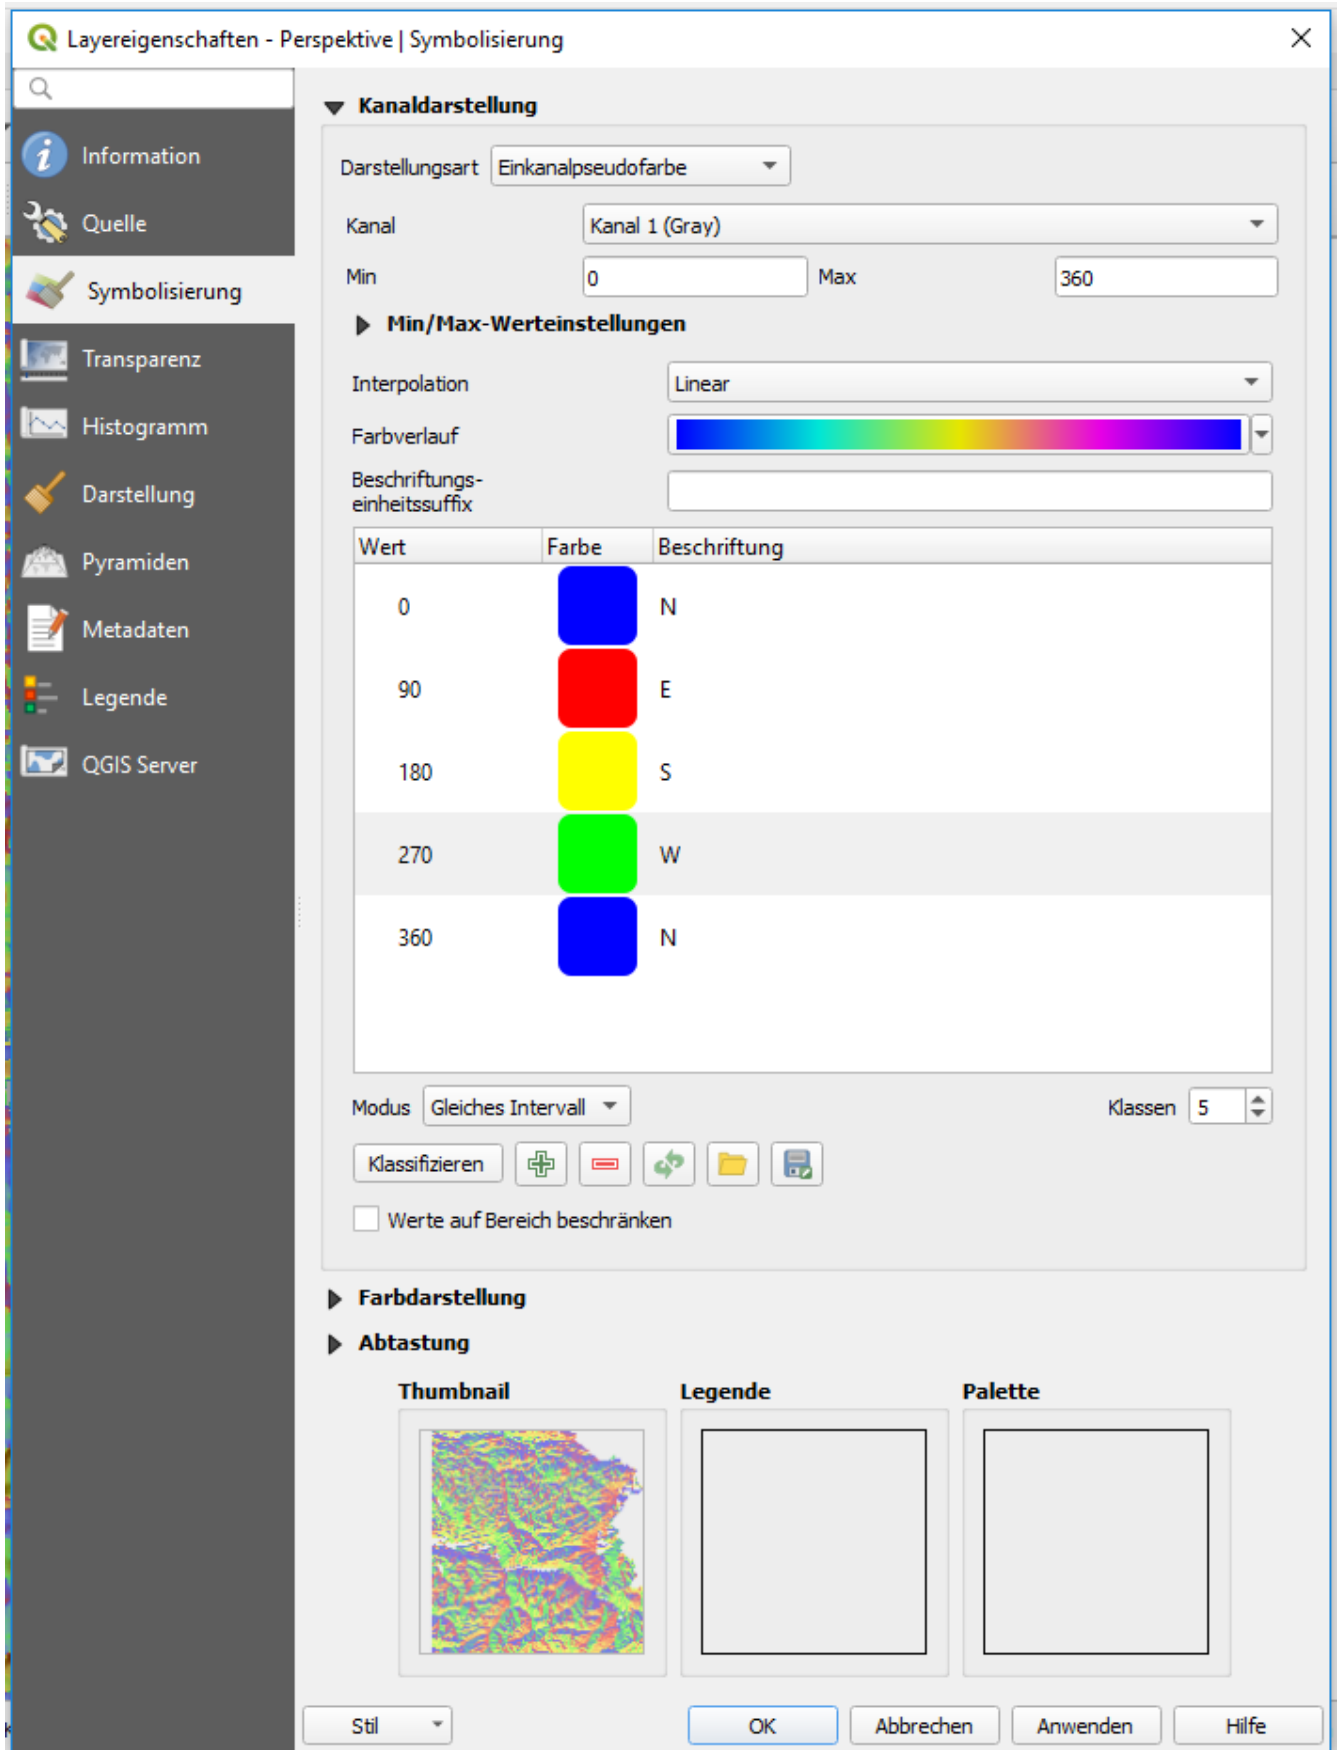 Layereigenschaften - Perspektive | Symbolisierung
Information
Quelle
Symbolisierung
Transparenz
Histogramm
Darstellung
Pyramiden
Metadaten
Legende
QGIS Server
Kanaldarstellung
Darstellungsart Einkanalpseudofarbe
Kanal Kanal 1 (Gray)
Min 0 Max 360
Min/Max-Werteinstellungen
Interpolation Linear
Farbverlauf
Beschriftungs-
einheitssuffix
Wert Farbe Beschriftung
0 N
90 E
180 S
270 W
360 N
Modus Gleiches Intervall Klassen 5
Klassifizieren
Werte auf Bereich beschränken
Farbdarstellung
Abtastung
Thumbnail Legende Palette
Stil OK Abbrechen Anwenden Hilfe